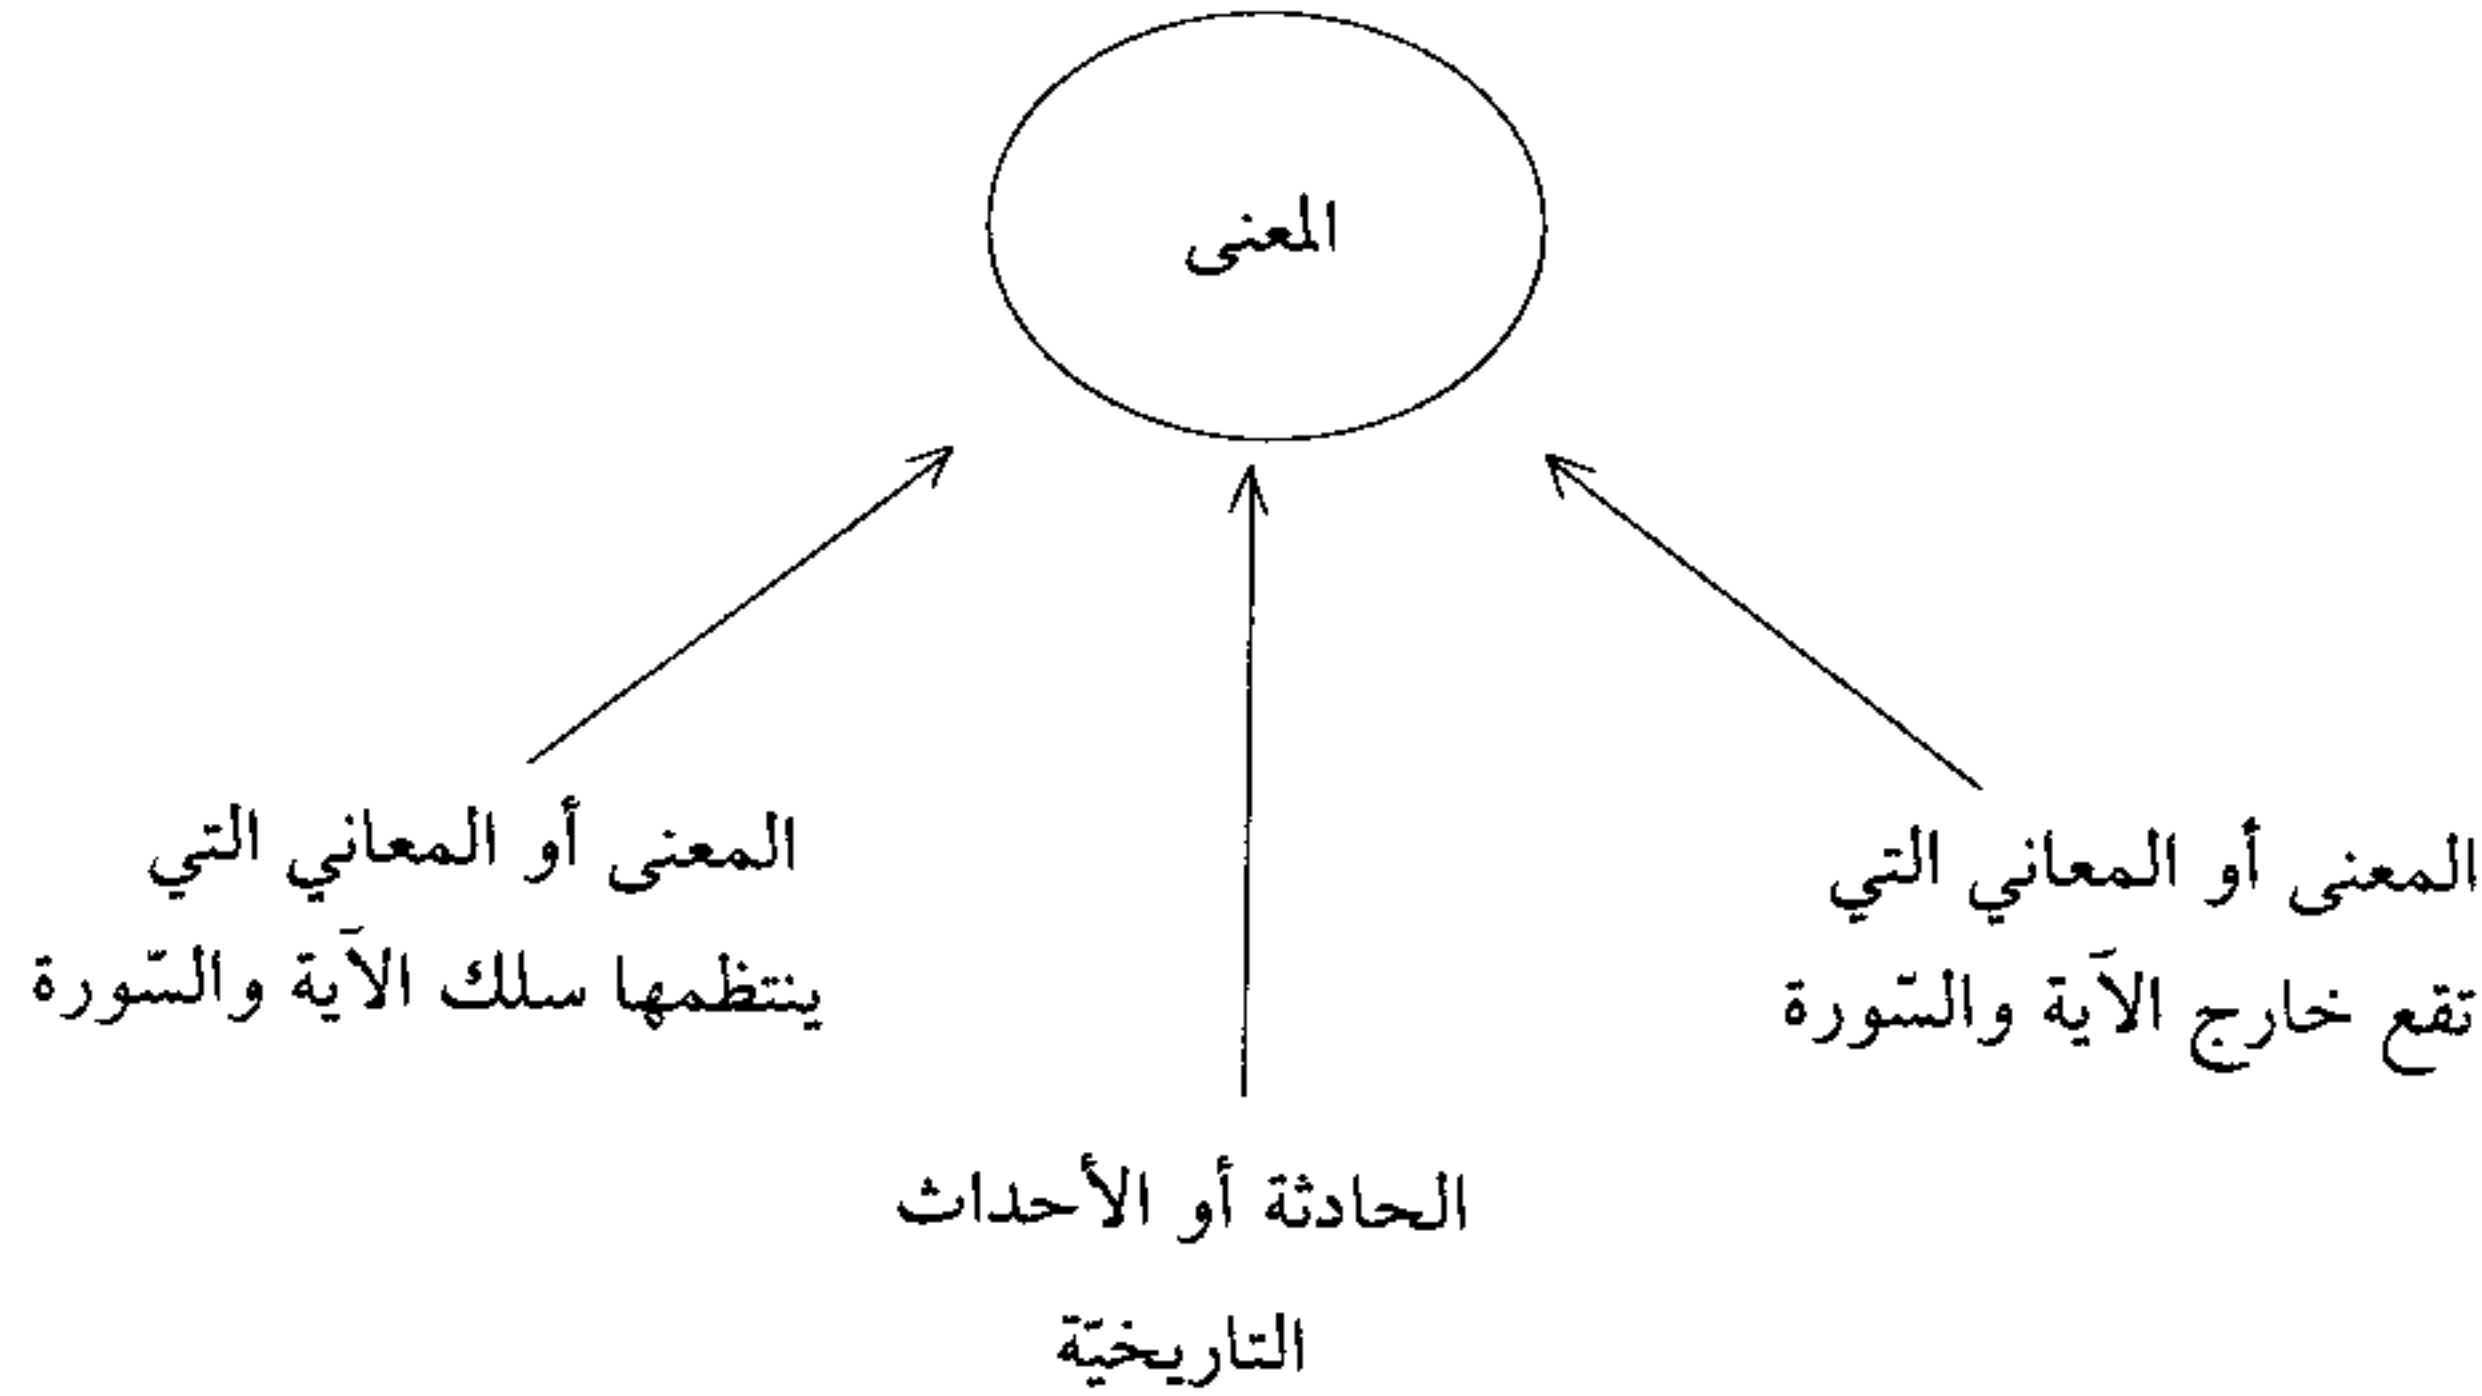 المعنى
المعنى أو المعاني التي
تقع خارج الآية والسّورة
المعنى أو المعاني التي
ينتظمها سلك الآية والسّورة
الحادثة أو الأحداث
التاريخيّة